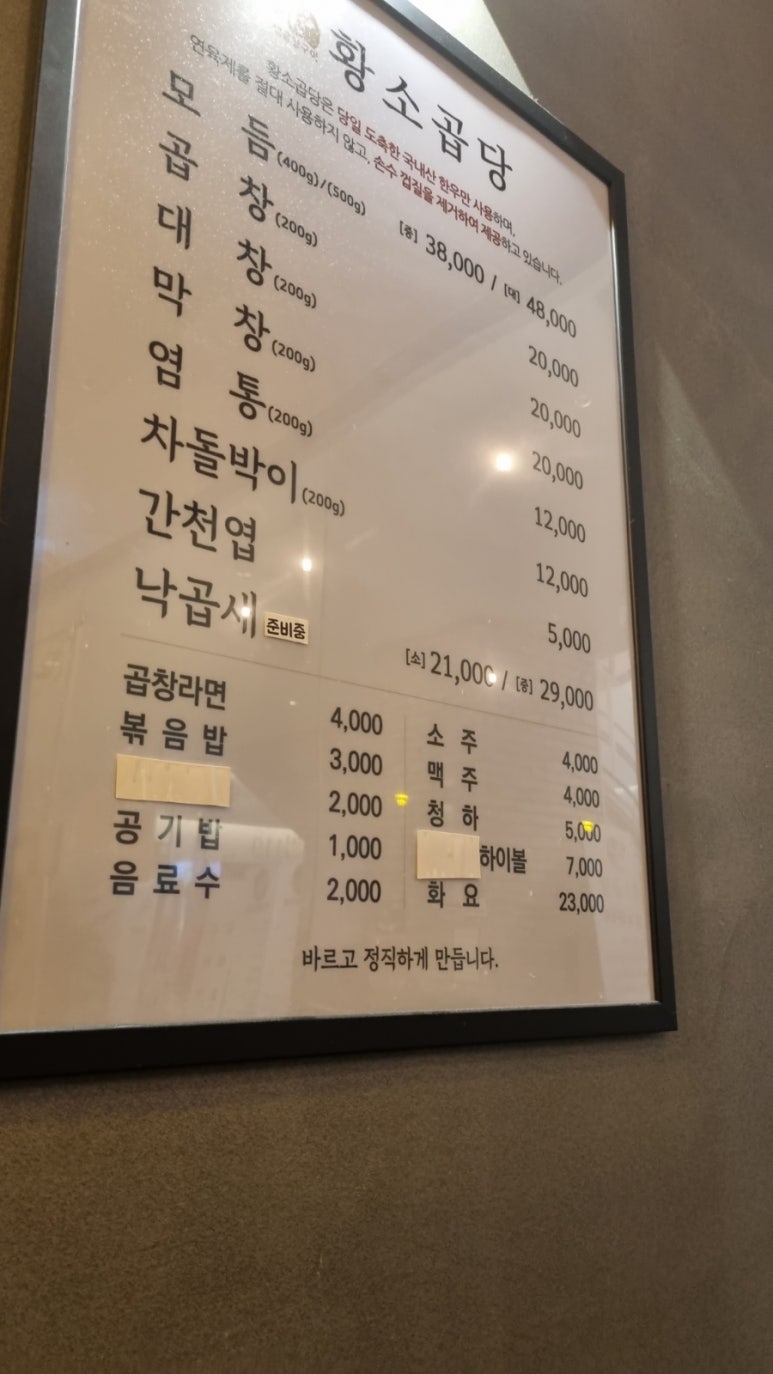 황소곱당
황소곱당은 당일 도축한 국내산 한우만 사용하며,
연육제를 절대 사용하지 않고, 손수 껍질을 제거하여 제공하고 있습니다.
모 듬(400g)/(500g) [중] 38,000 / [대] 48,000
곱 창(200g) 20,000
대 창(200g) 20,000
막 창(200g) 20,000
염 통(200g) 12,000
차돌박이(200g) 12,000
간천엽 5,000
낙곱새 준비중 [소] 21,000 / [중] 29,000
곱창라면 4,000
볶음밥 3,000
2,000
공기밥 1,000
음료수 2,000
소 주 4,000
맥 주 4,000
청 하 5,000
하이볼 7,000
화 요 23,000
바르고 정직하게 만듭니다.